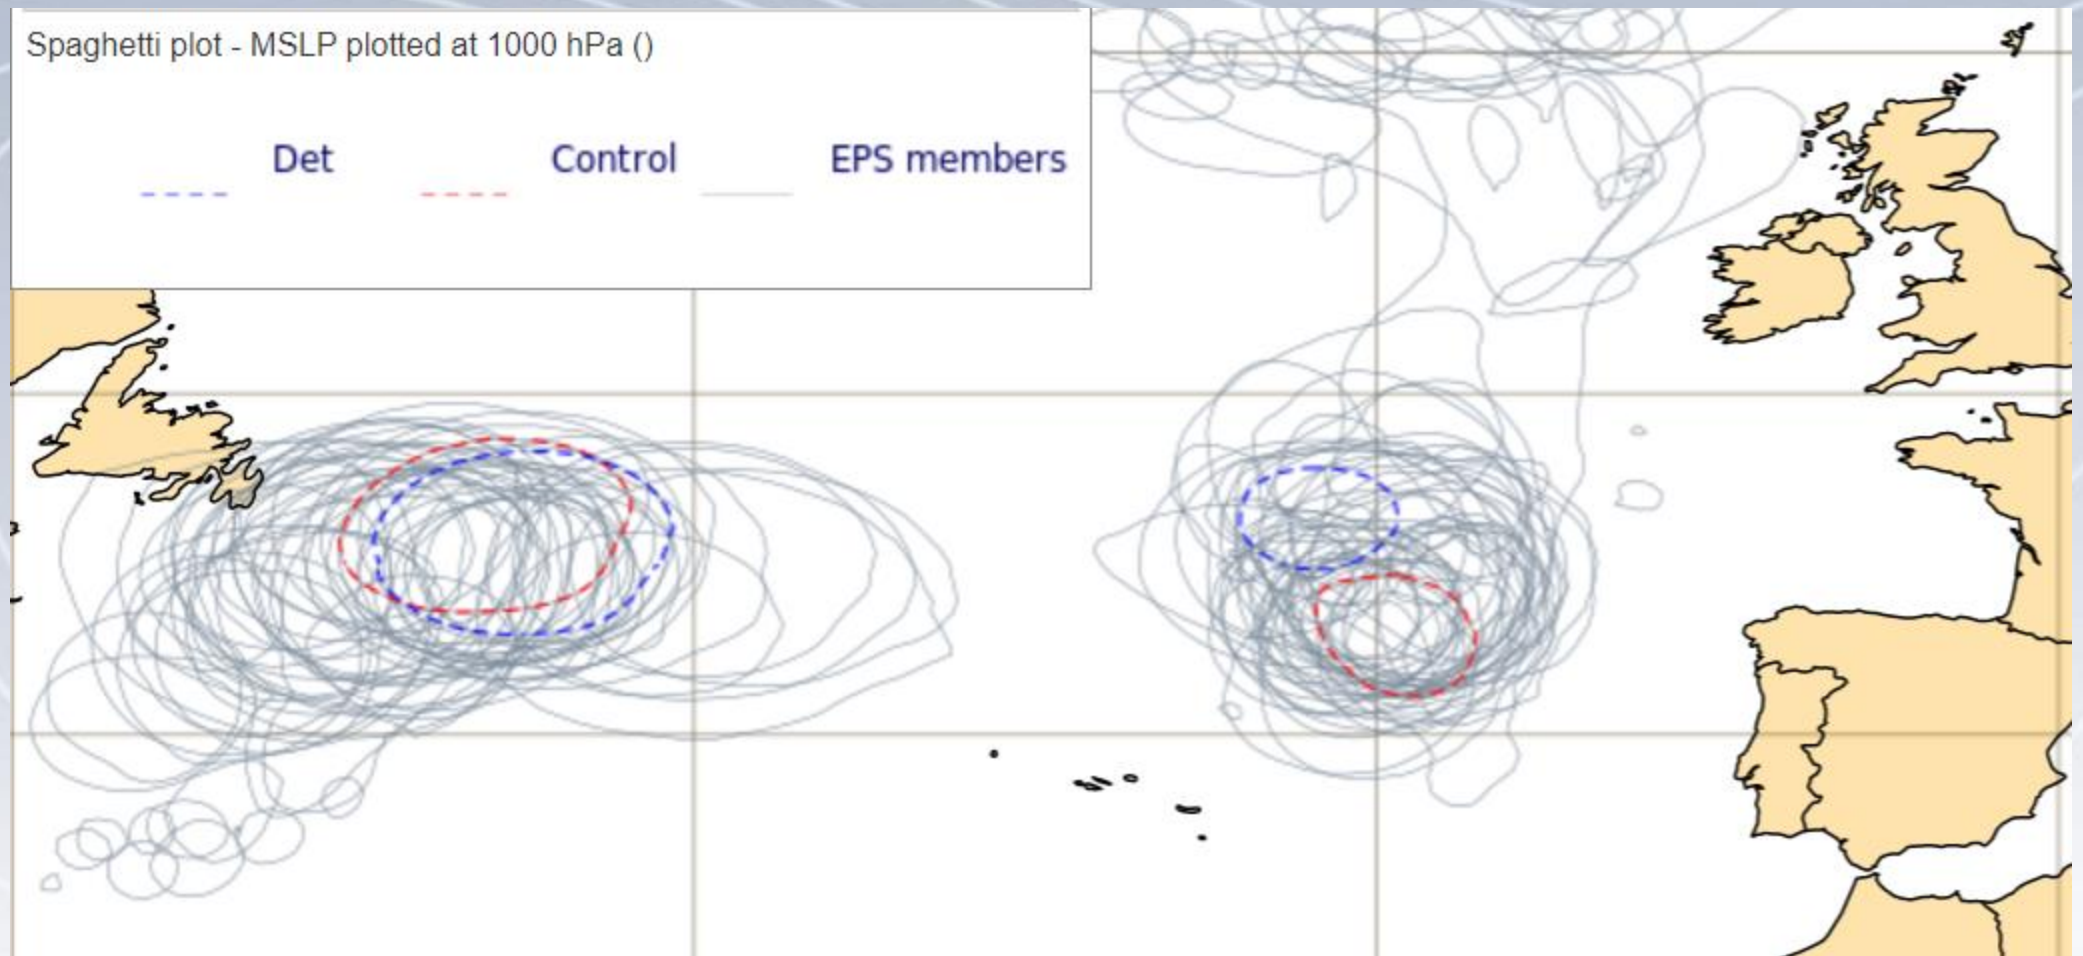 Spaghetti plot - MSLP plotted at 1000 hPa ()
Det Control EPS members